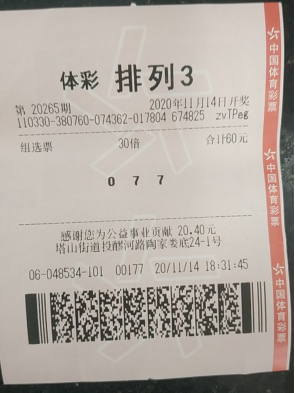 体彩 排列3
第 20265期 2020年11月14日开奖
110330-380760-074362-017804 674825 zvTPeg
组选票 30倍 合计60元
0 7 7
感谢您为公益事业贡献 20.40元
塔山街道投醪河路陶家娄底24-1号
06-048534-101 00177 20/11/14 18:31:45
中国体育彩票
中国体育彩票
中国体育彩票